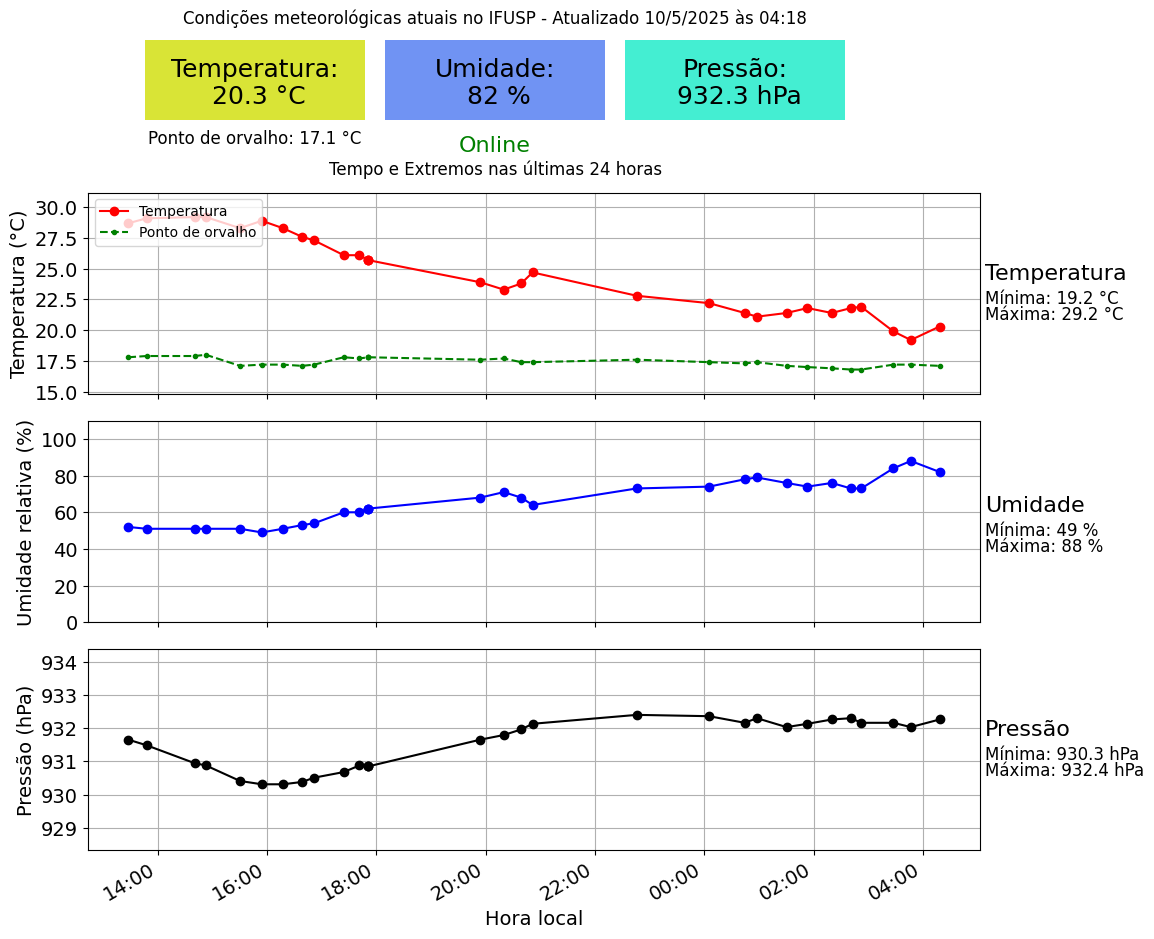 Condições meteorológicas atuais no IFUSP - Atualizado 10/5/2025 às 04:18
Temperatura:
20.3 °C
Umidade:
82 %
Pressão:
932.3 hPa
Ponto de orvalho: 17.1 °C
Online
Tempo e Extremos nas últimas 24 horas
Temperatura (°C)
30.0
27.5
25.0
22.5
20.0
17.5
15.0
Temperatura
Ponto de orvalho
Temperatura
Mínima: 19.2 °C
Máxima: 29.2 °C
Umidade relativa (%)
100
80
60
40
20
0
Umidade
Mínima: 49 %
Máxima: 88 %
Pressão (hPa)
934
933
932
931
930
929
Pressão
Mínima: 930.3 hPa
Máxima: 932.4 hPa
14:00
16:00
18:00
20:00
22:00
00:00
02:00
04:00
Hora local